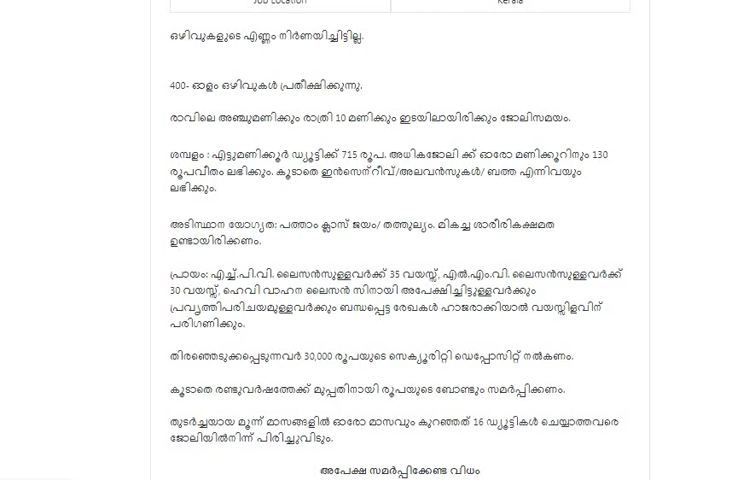 Job Location Kerala
ഒഴിവുകളുടെ എണ്ണം നിർണയിച്ചിട്ടില്ല.
400- ഓളം ഒഴിവുകൾ പ്രതീക്ഷിക്കുന്നു.
രാവിലെ അഞ്ചുമണിക്കും രാത്രി 10 മണിക്കും ഇടയിലായിരിക്കും ജോലിസമയം.
ശമ്പളം : എട്ടുമണിക്കൂർ ഡ്യൂട്ടിക്ക് 715 രൂപ. അധികജോലി ക്ക് ഓരോ മണിക്കൂറിനും 130
രൂപവീതം ലഭിക്കും. കൂടാതെ ഇൻസെന്റീവ്/അലവൻസുകൾ/ ബത്ത എന്നിവയും
ലഭിക്കും.
അടിസ്ഥാന യോഗ്യത: പത്താം ക്ലാസ് ജയം/ തത്തുല്യം. മികച്ച ശാരീരികക്ഷമത
ഉണ്ടായിരിക്കണം.
പ്രായം: എച്ച്.പി.വി. ലൈസൻസുള്ളവർക്ക് 35 വയസ്സ്, എൽ.എം.വി. ലൈസൻസുള്ളവർക്ക്
30 വയസ്സ്, ഹെവി വാഹന ലൈസൻ സിനായി അപേക്ഷിച്ചിട്ടുള്ളവർക്കും
പ്രവൃത്തിപരിചയമുള്ളവർക്കും ബന്ധപ്പെട്ട രേഖകൾ ഹാജരാക്കിയാൽ വയസ്സിളവിന്
പരിഗണിക്കും.
തിരഞ്ഞെടുക്കപ്പെടുന്നവർ 30,000 രൂപയുടെ സെക്യൂരിറ്റി ഡെപ്പോസിറ്റ് നൽകണം.
കൂടാതെ രണ്ടുവർഷത്തേക്ക് മുപ്പതിനായി രൂപയുടെ ബോണ്ടും സമർപ്പിക്കണം.
തുടർച്ചയായ മൂന്ന് മാസങ്ങളിൽ ഓരോ മാസവും കുറഞ്ഞത് 16 ഡ്യൂട്ടികൾ ചെയ്യാത്തവരെ
ജോലിയിൽനിന്ന് പിരിച്ചുവിടും.
അപേക്ഷ സമർപ്പിക്കേണ്ട വിധം